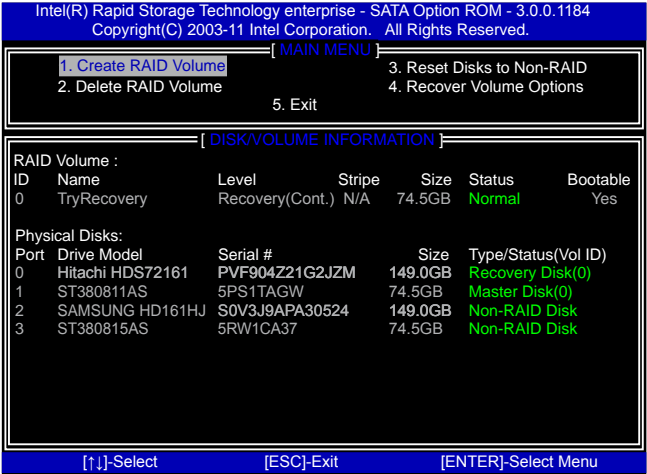 Intel(R) Rapid Storage Technology enterprise - SATA Option ROM - 3.0.0.1184
Copyright(C) 2003-11 Intel Corporation. All Rights Reserved.
[ MAIN MENU ]
1. Create RAID Volume 3. Reset Disks to Non-RAID
2. Delete RAID Volume 4. Recover Volume Options
5. Exit
[ DISK/VOLUME INFORMATION ]
RAID Volume :
ID Name Level Stripe Size Status Bootable
0 TryRecovery Recovery(Cont.) N/A 74.5GB Normal Yes
Physical Disks:
Port Drive Model Serial # Size Type/Status(Vol ID)
0 Hitachi HDS72161 PVF904Z21G2JZM 149.0GB Recovery Disk(0)
1 ST380811AS 5PS1TAGW 74.5GB Master Disk(0)
2 SAMSUNG HD161HJ S0V3J9APA30524 149.0GB Non-RAID Disk
3 ST380815AS 5RW1CA37 74.5GB Non-RAID Disk
[↑↓]-Select [ESC]-Exit [ENTER]-Select Menu